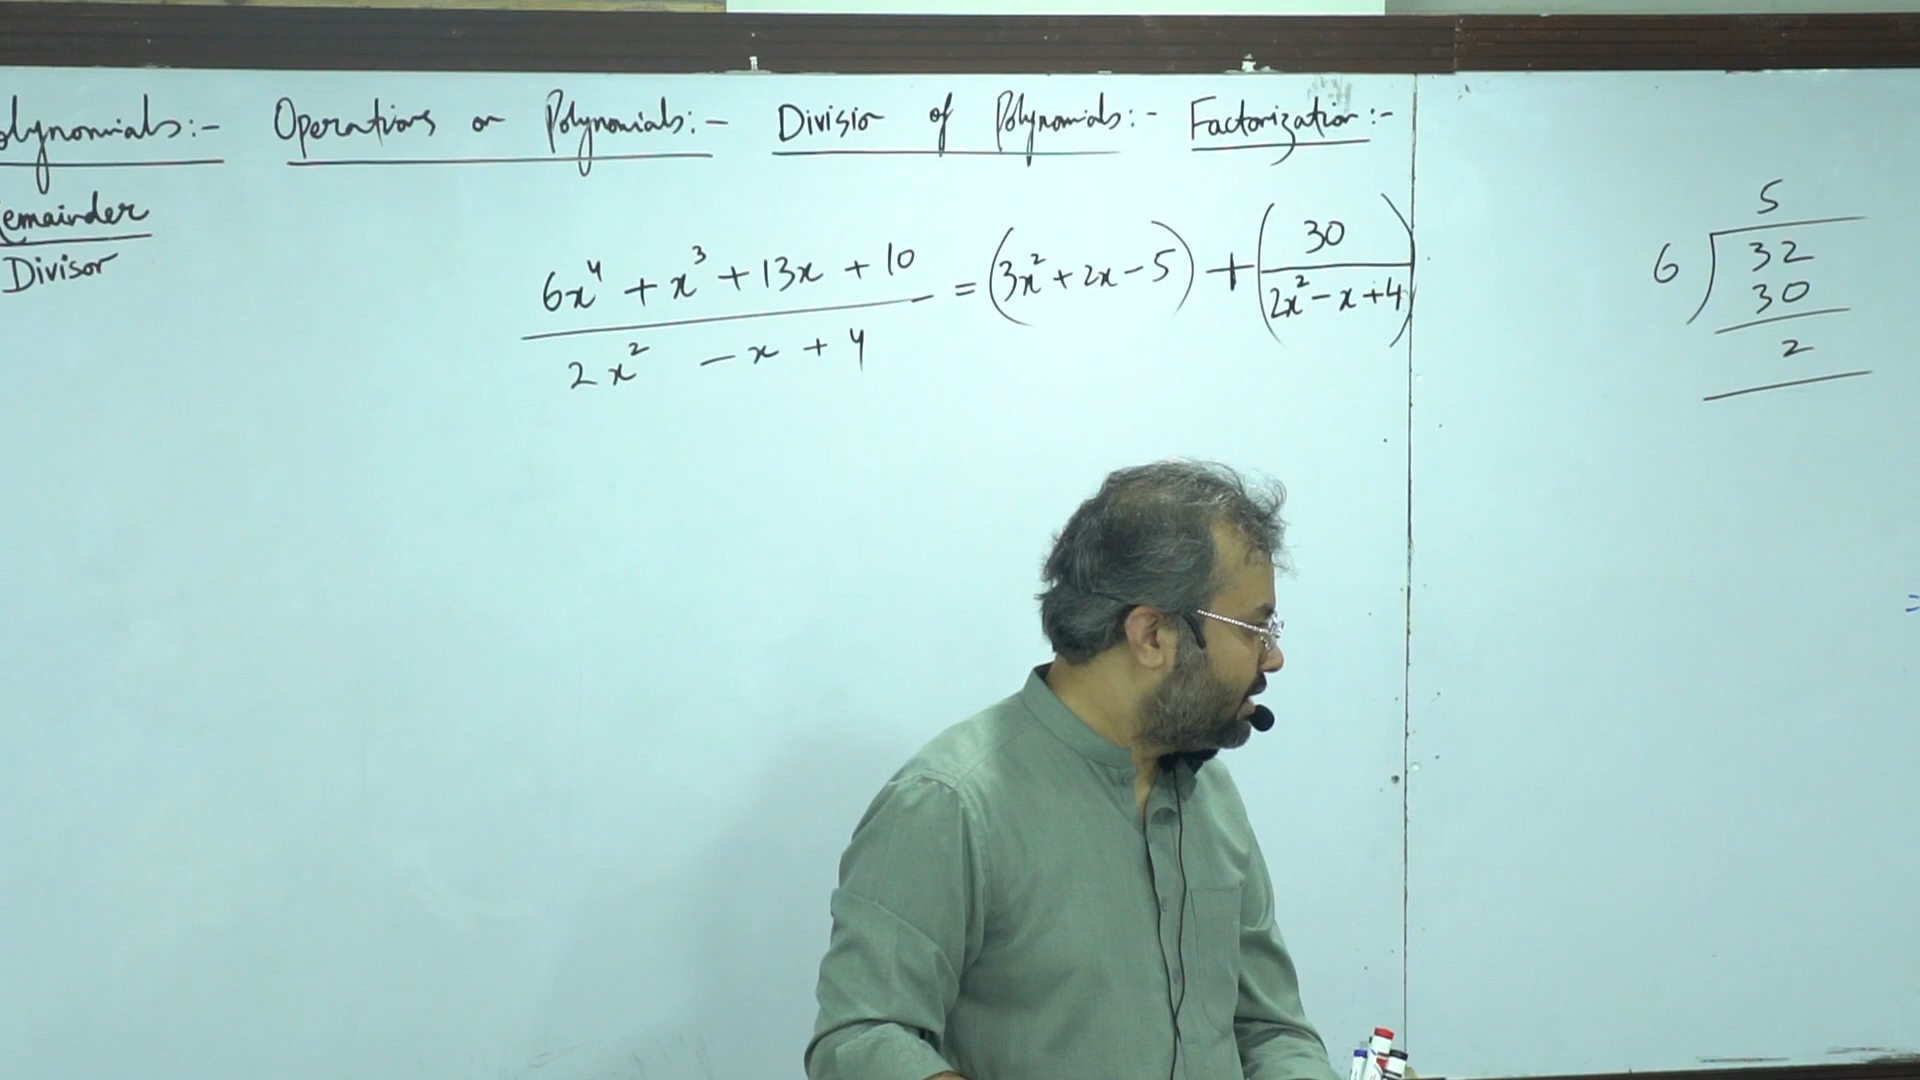 olynomials:- Operations on Polynomials:- Division of Polynomials:- Factorization:-
emainder
Divisor
6x⁴ + x³ + 13x + 10 / 2x² - x + 4 = (3x² + 2x - 5) + (30 / 2x² - x + 4)
5
6 ) 32
30
2